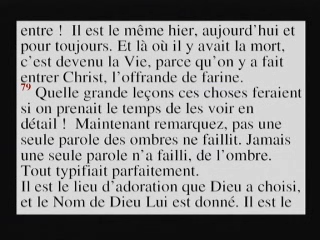 entre !  Il est le même hier, aujourd'hui et
pour toujours. Et là où il y avait la mort,
c'est devenu la Vie, parce qu'on y a fait
entrer Christ, l'offrande de farine.
79 Quelle grande leçons ces choses feraient
si on prenait le temps de les voir en
détail !  Maintenant remarquez, pas une
seule parole des ombres ne faillit. Jamais
une seule parole n'a failli, de l'ombre.
Tout typifiait parfaitement.
Il est le lieu d'adoration que Dieu a choisi,
et le Nom de Dieu Lui est donné. Il est le